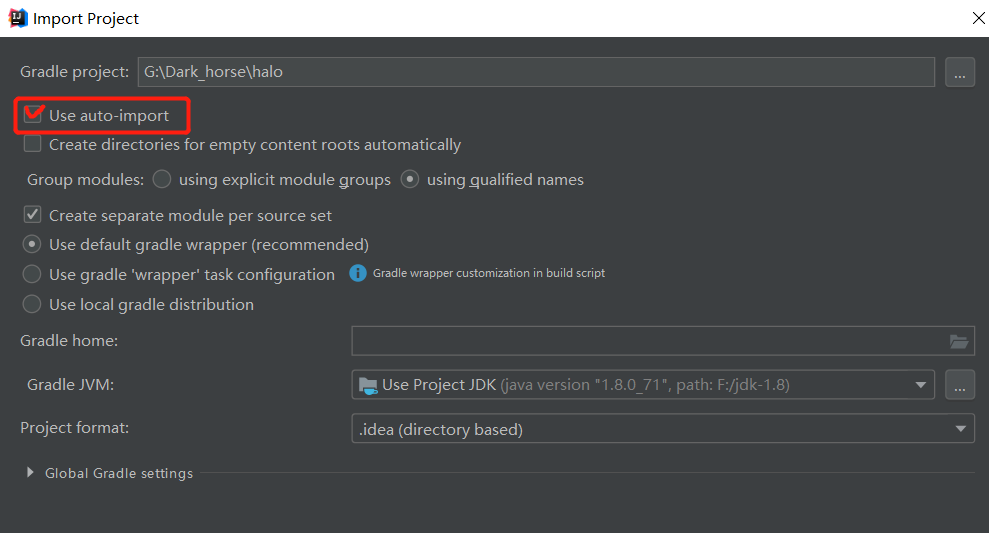 Import Project
Gradle project: G:\Dark_horse\halo ...
Use auto-import
Create directories for empty content roots automatically
Group modules: using explicit module groups using qualified names
Create separate module per source set
Use default gradle wrapper (recommended)
Use gradle 'wrapper' task configuration Gradle wrapper customization in build script
Use local gradle distribution
Gradle home:
Gradle JVM: Use Project JDK (java version "1.8.0_71", path: F:/jdk-1.8) ...
Project format: .idea (directory based)
Global Gradle settings